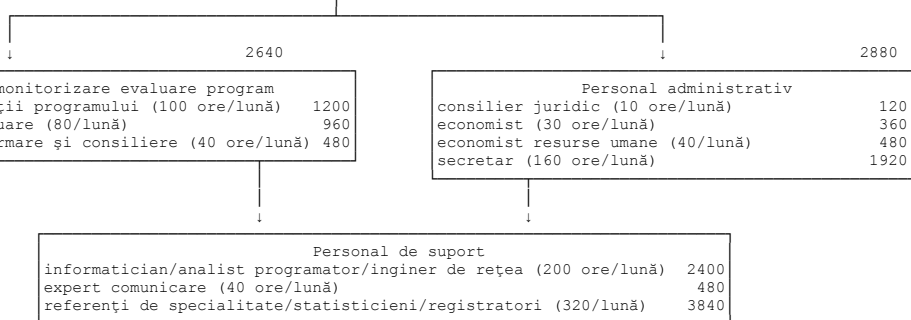 2640 2880
monitorizare evaluare program
ții programului (100 ore/lună) 1200
uare (80/lună) 960
rmare şi consiliere (40 ore/lună) 480
Personal administrativ
consilier juridic (10 ore/lună) 120
economist (30 ore/lună) 360
economist resurse umane (40/lună) 480
secretar (160 ore/lună) 1920
Personal de suport
informatician/analist programator/inginer de reţea (200 ore/lună) 2400
expert comunicare (40 ore/lună) 480
referenţi de specialitate/statisticieni/registratori (320/lună) 3840